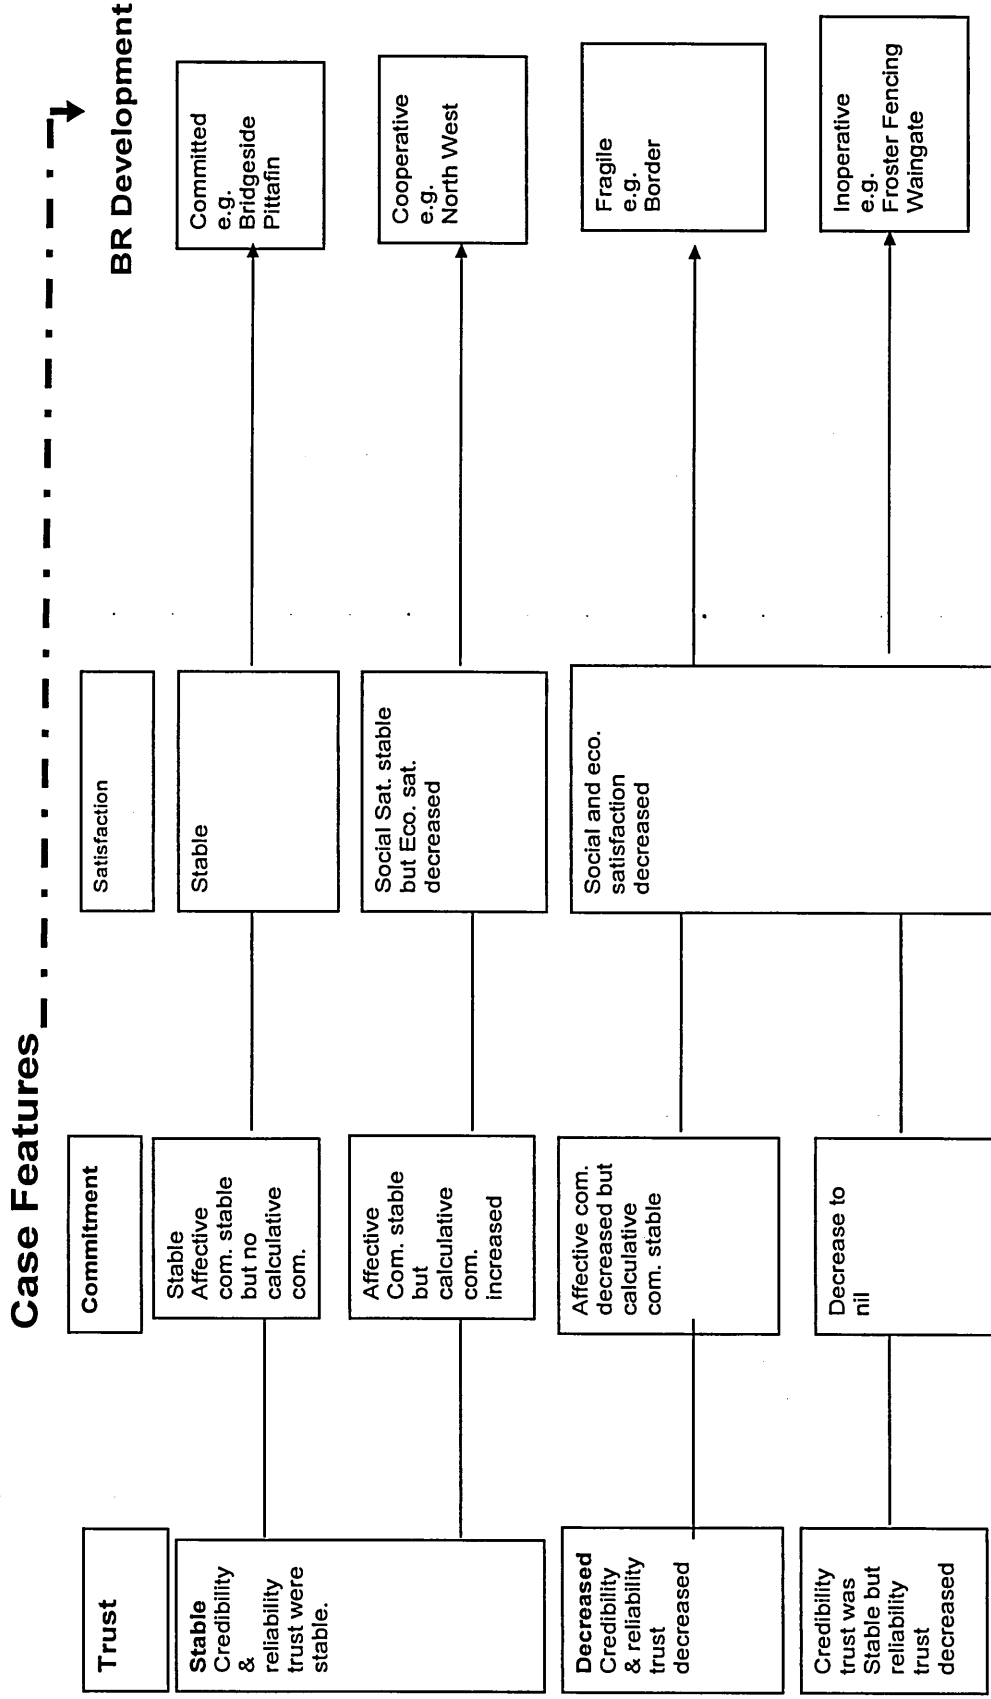 Case Features
BR Development
Trust
Commitment
Satisfaction
Stable
Credibility
&
reliability
trust were
stable.
Stable
Affective
com. stable
but no
calculative
com.
Stable
Committed
e.g.
Bridgeside
Pittafin
Affective
Com. stable
but
calculative
com.
increased
Social Sat. stable
but Eco. sat.
decreased
Cooperative
e.g.
North West
Decreased
Credibility
& reliability
trust
decreased
Affective com.
decreased but
calculative
com. stable
Social and eco.
satisfaction
decreased
Fragile
e.g.
Border
Credibility
trust was
Stable but
reliability
trust
decreased
Decrease to
nil
Inoperative
e.g.
Froster Fencing
Waingate